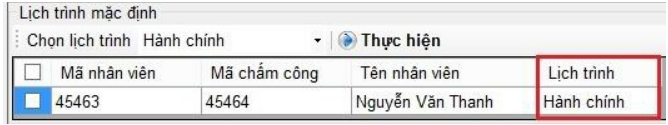 Lịch trình mặc định
Chọn lịch trình Hành chính Thực hiện
Mã nhân viên Mã chấm công Tên nhân viên Lịch trình
45463 45464 Nguyễn Văn Thanh Hành chính